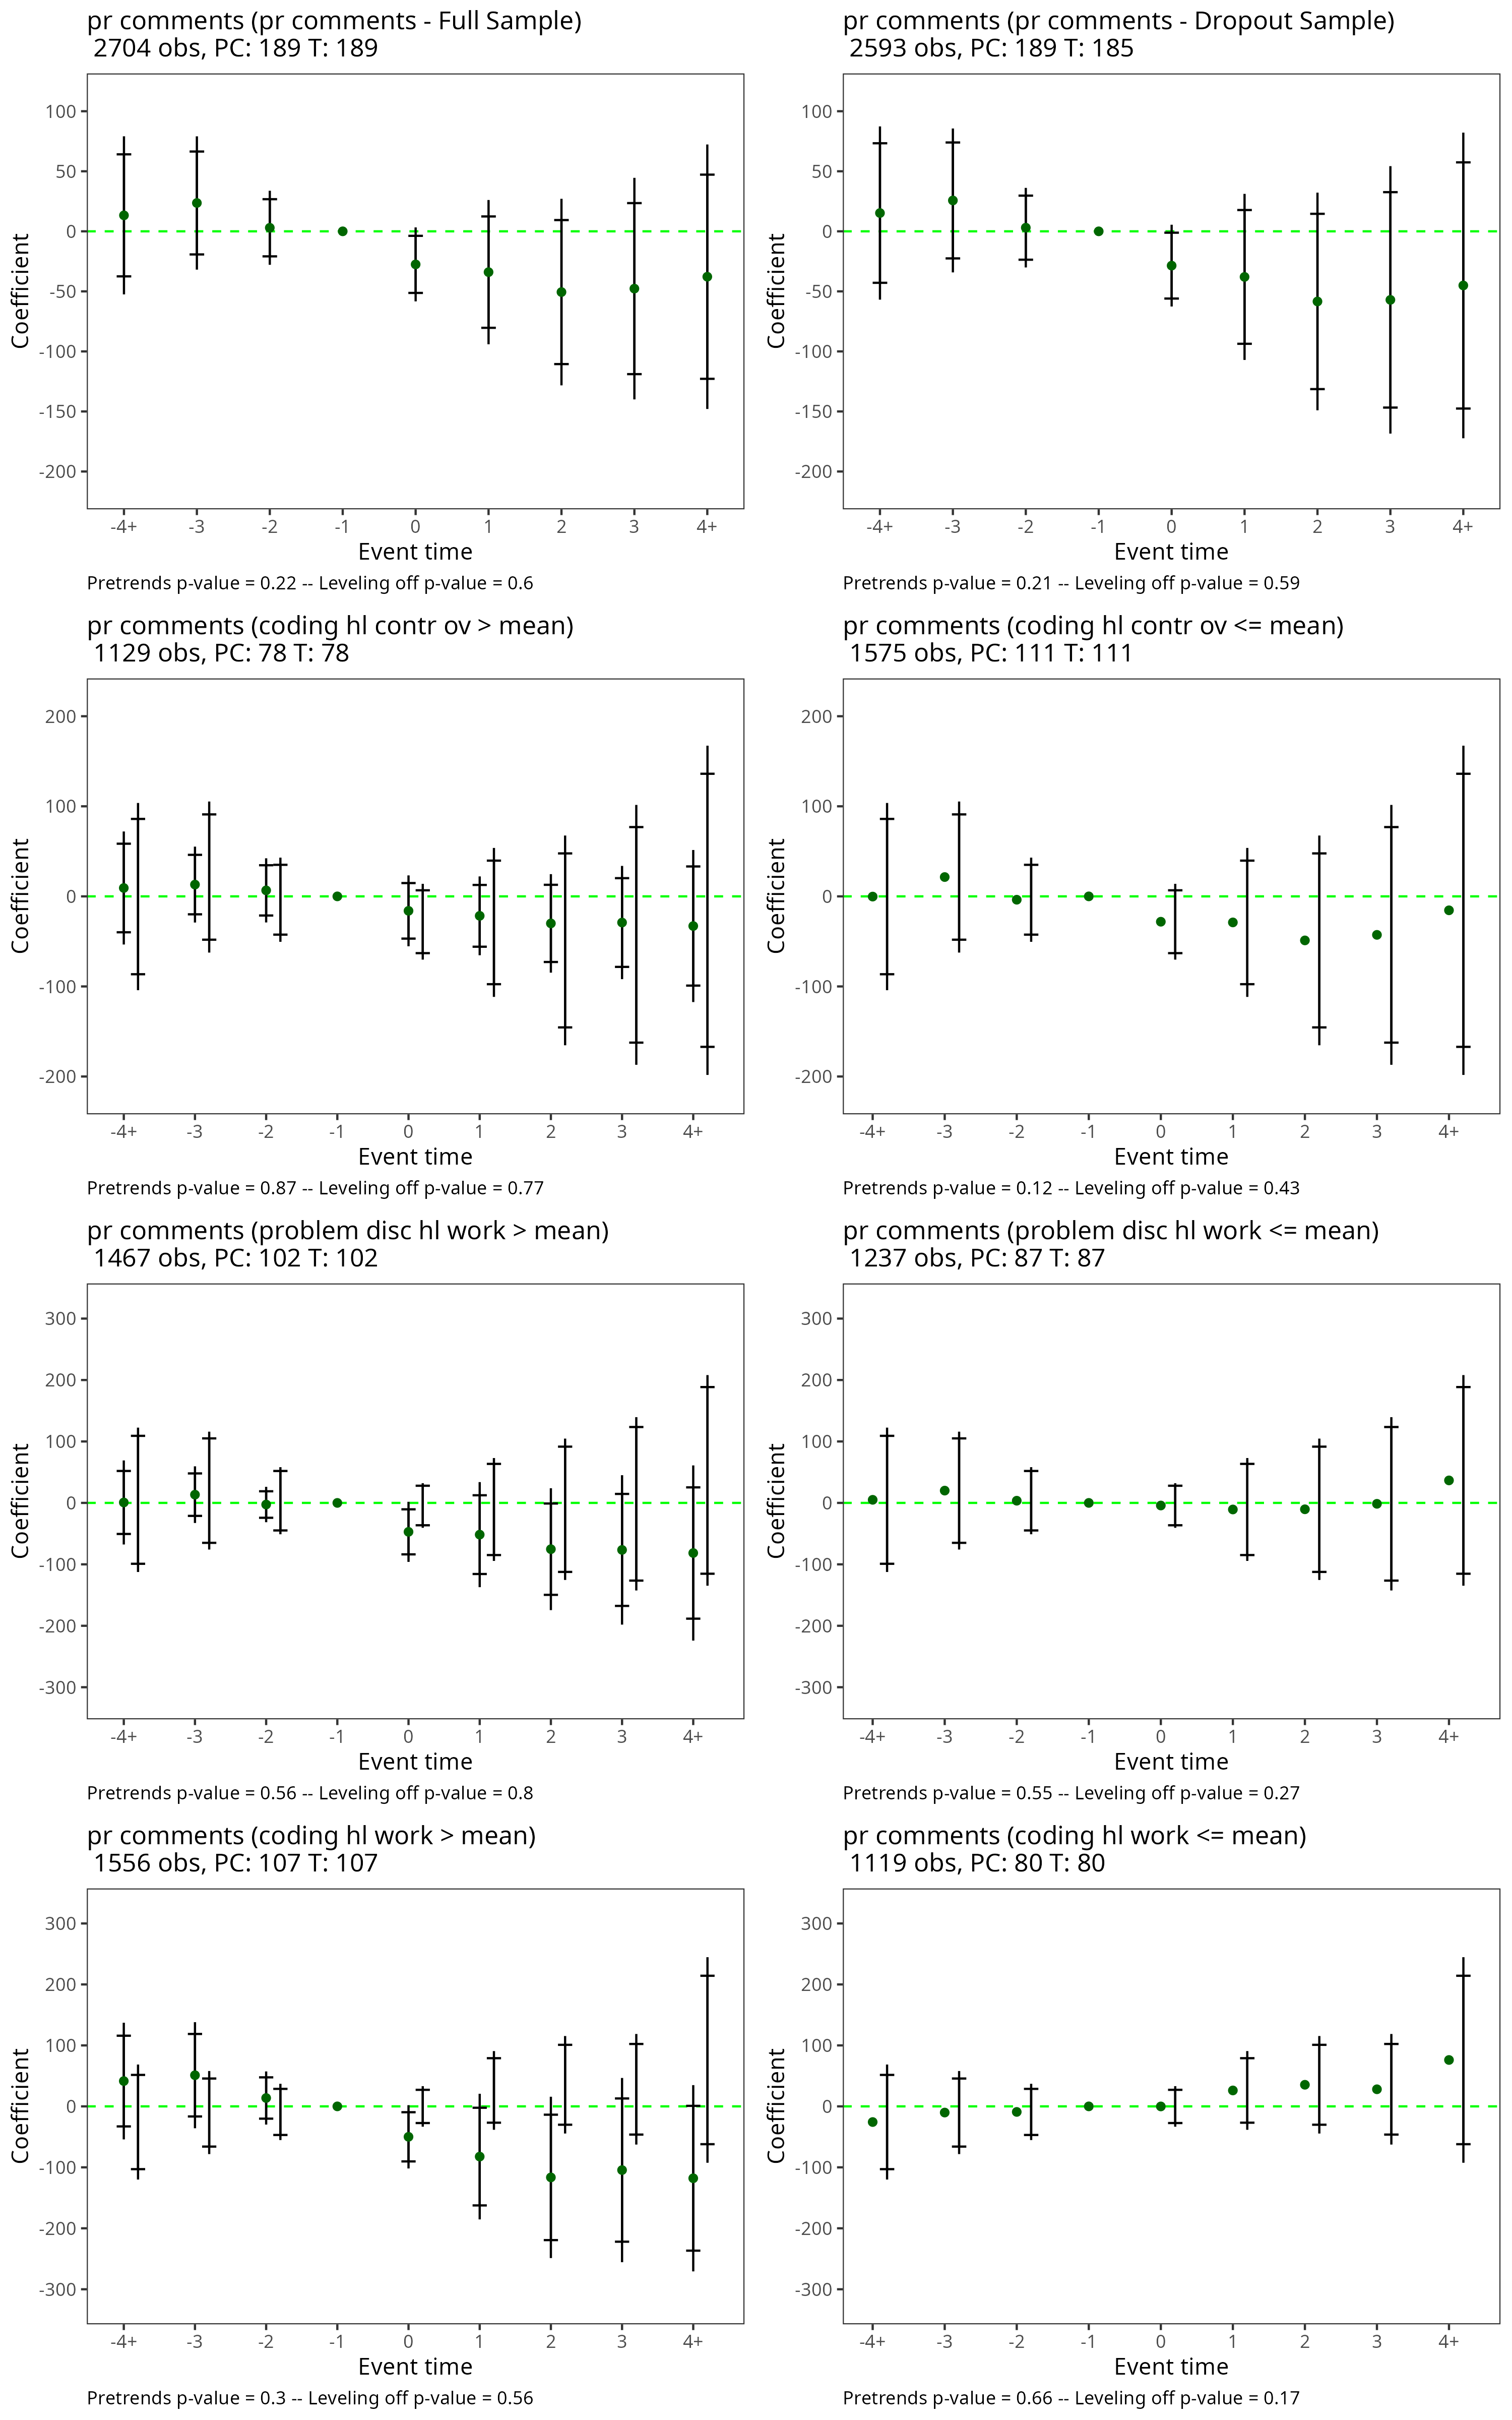 pr comments (pr comments - Full Sample)
2704 obs, PC: 189 T: 189
100
50
0
-50
-100
-150
-200
Coefficient
-4+ -3 -2 -1 0 1 2 3 4+
Event time
Pretrends p-value = 0.22 -- Leveling off p-value = 0.6
pr comments (pr comments - Dropout Sample)
2593 obs, PC: 189 T: 185
100
50
0
-50
-100
-150
-200
Coefficient
-4+ -3 -2 -1 0 1 2 3 4+
Event time
Pretrends p-value = 0.21 -- Leveling off p-value = 0.59
pr comments (coding hl contr ov > mean)
1129 obs, PC: 78 T: 78
200
100
0
-100
-200
Coefficient
-4+ -3 -2 -1 0 1 2 3 4+
Event time
Pretrends p-value = 0.87 -- Leveling off p-value = 0.77
pr comments (coding hl contr ov <= mean)
1575 obs, PC: 111 T: 111
200
100
0
-100
-200
Coefficient
-4+ -3 -2 -1 0 1 2 3 4+
Event time
Pretrends p-value = 0.12 -- Leveling off p-value = 0.43
pr comments (problem disc hl work > mean)
1467 obs, PC: 102 T: 102
300
200
100
0
-100
-200
-300
Coefficient
-4+ -3 -2 -1 0 1 2 3 4+
Event time
Pretrends p-value = 0.56 -- Leveling off p-value = 0.8
pr comments (problem disc hl work <= mean)
1237 obs, PC: 87 T: 87
300
200
100
0
-100
-200
-300
Coefficient
-4+ -3 -2 -1 0 1 2 3 4+
Event time
Pretrends p-value = 0.55 -- Leveling off p-value = 0.27
pr comments (coding hl work > mean)
1556 obs, PC: 107 T: 107
300
200
100
0
-100
-200
-300
Coefficient
-4+ -3 -2 -1 0 1 2 3 4+
Event time
Pretrends p-value = 0.3 -- Leveling off p-value = 0.56
pr comments (coding hl work <= mean)
1119 obs, PC: 80 T: 80
300
200
100
0
-100
-200
-300
Coefficient
-4+ -3 -2 -1 0 1 2 3 4+
Event time
Pretrends p-value = 0.66 -- Leveling off p-value = 0.17